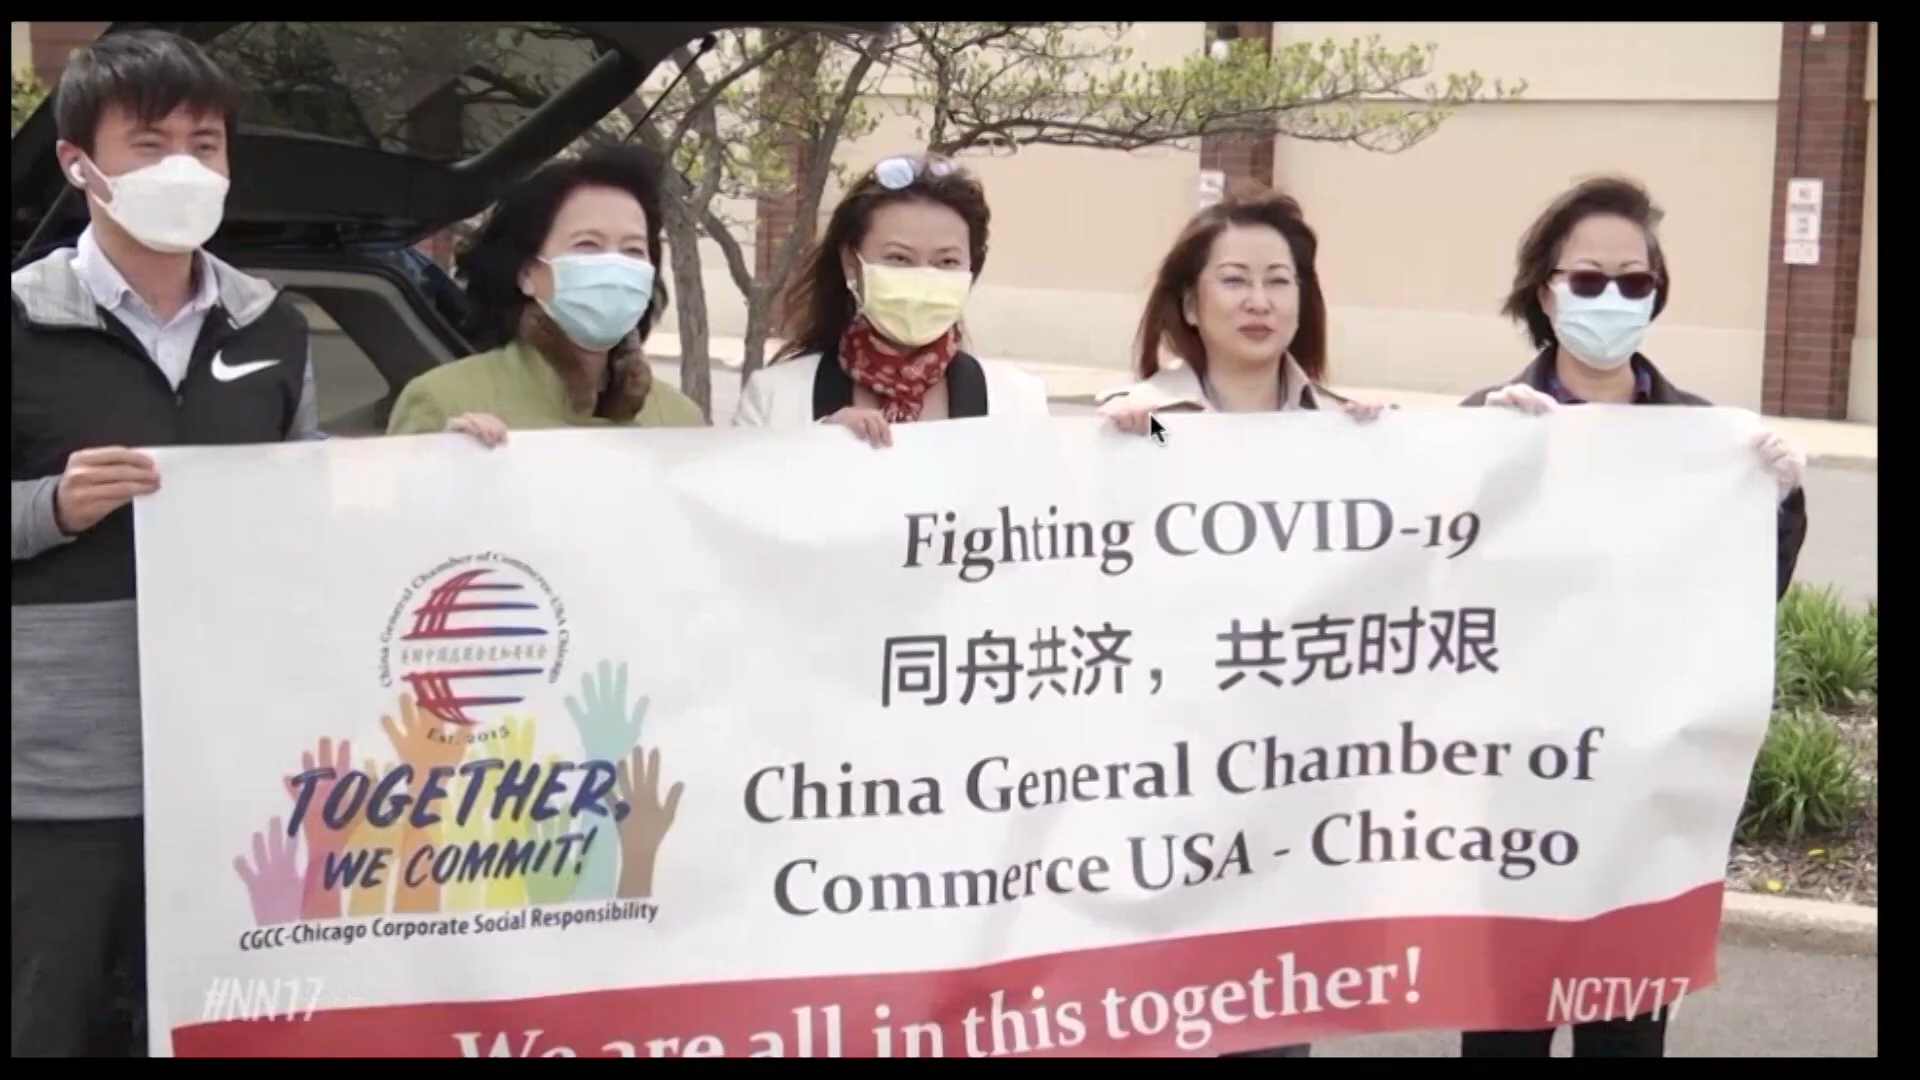 Fighting COVID-19
同舟共济，共克时艰
China General Chamber of
Commerce USA - Chicago
China General Chamber of Commerce-USA Chicago
Est. 2015
TOGETHER,
WE COMMIT!
CGCC-Chicago Corporate Social Responsibility
We are all in this together!
#NN17
NCTV17